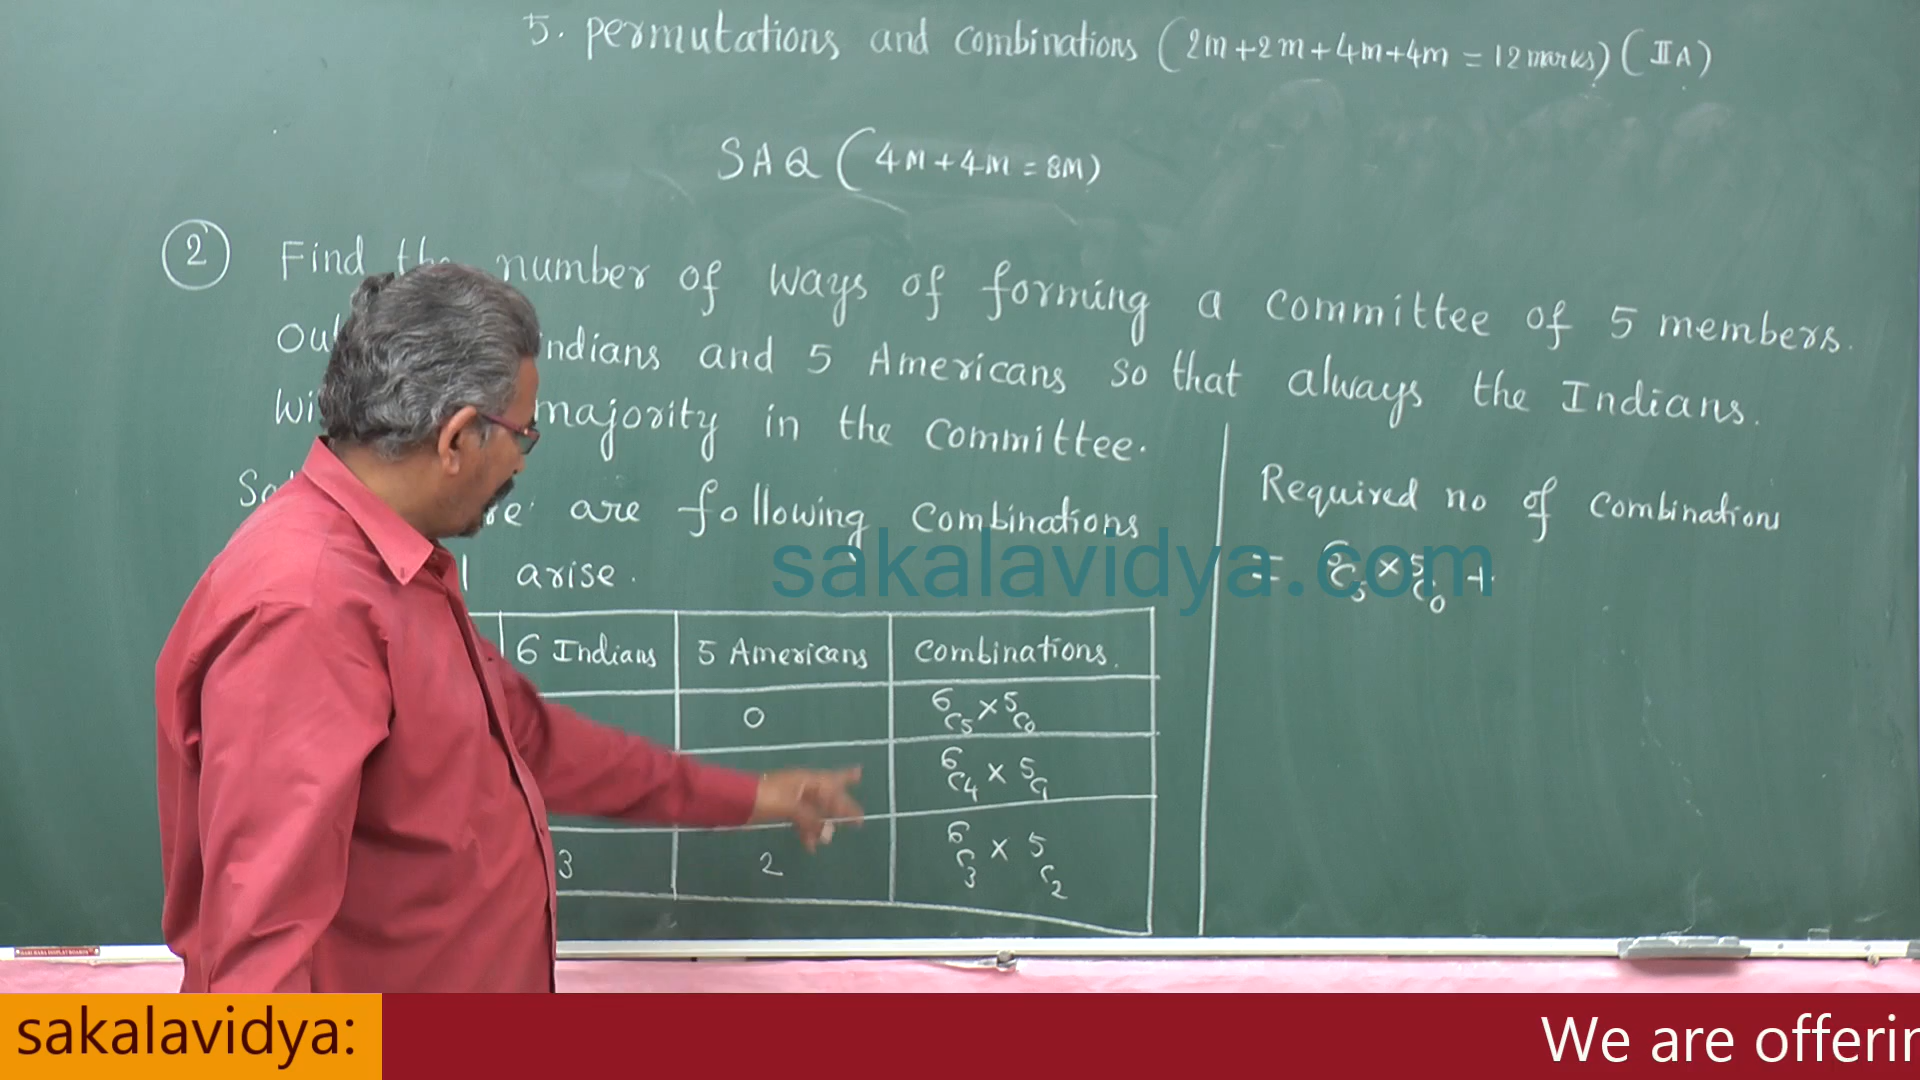 5. permutations and combinations (2m+2m+4m+4m = 12 marks) (IIA)
SAQ (4M+4M = 8M)
2 Find the number of ways of forming a committee of 5 members.
ndians and 5 Americans so that always the Indians.
majority in the committee.
are following combinations
arise.
6 Indians 5 Americans combinations.
0 6C5 × 5C0
6C4 × 5C1
3 2 6C3 × 5C2
Required no of combinations
= 6C5 × 5C0 +
sakalavidya.com
sakalavidya:
We are offerin